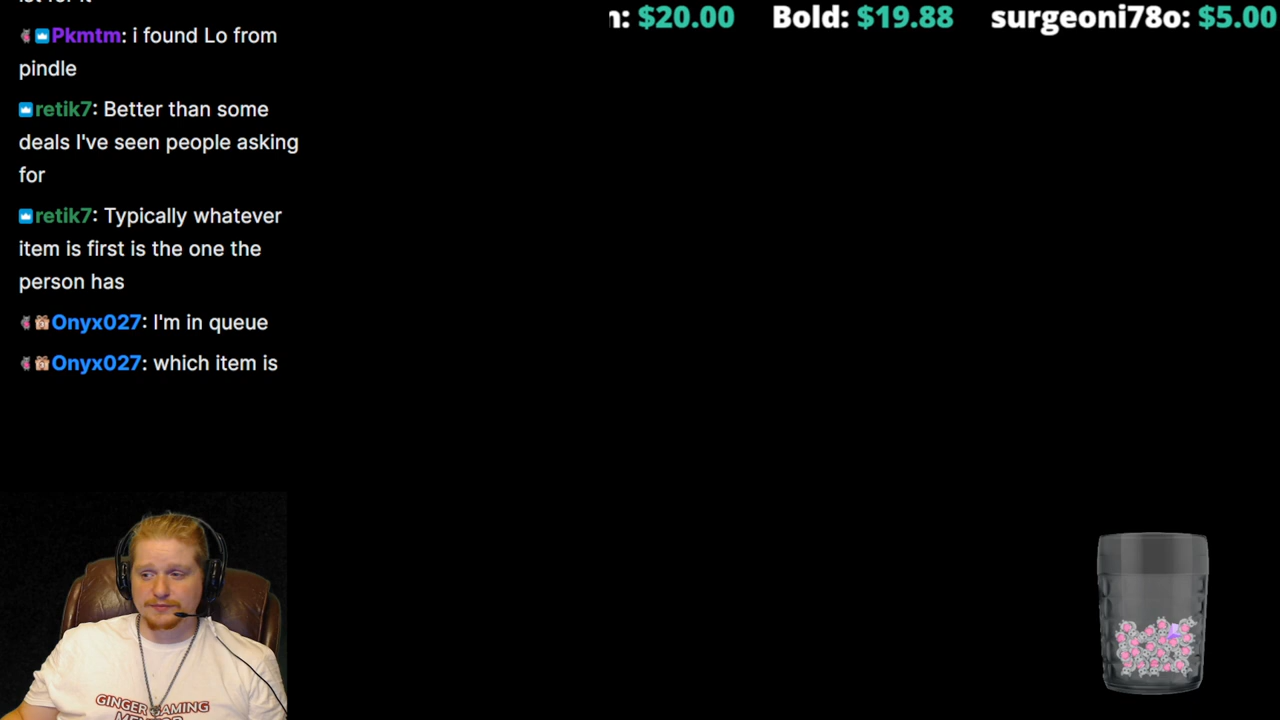 n: $20.00 Bold: $19.88 surgeoni78o: $5.00
Pkmtm: i found Lo from
pindle
retik7: Better than some
deals I've seen people asking
for
retik7: Typically whatever
item is first is the one the
person has
Onyx027: I'm in queue
Onyx027: which item is
GINGER GAMING